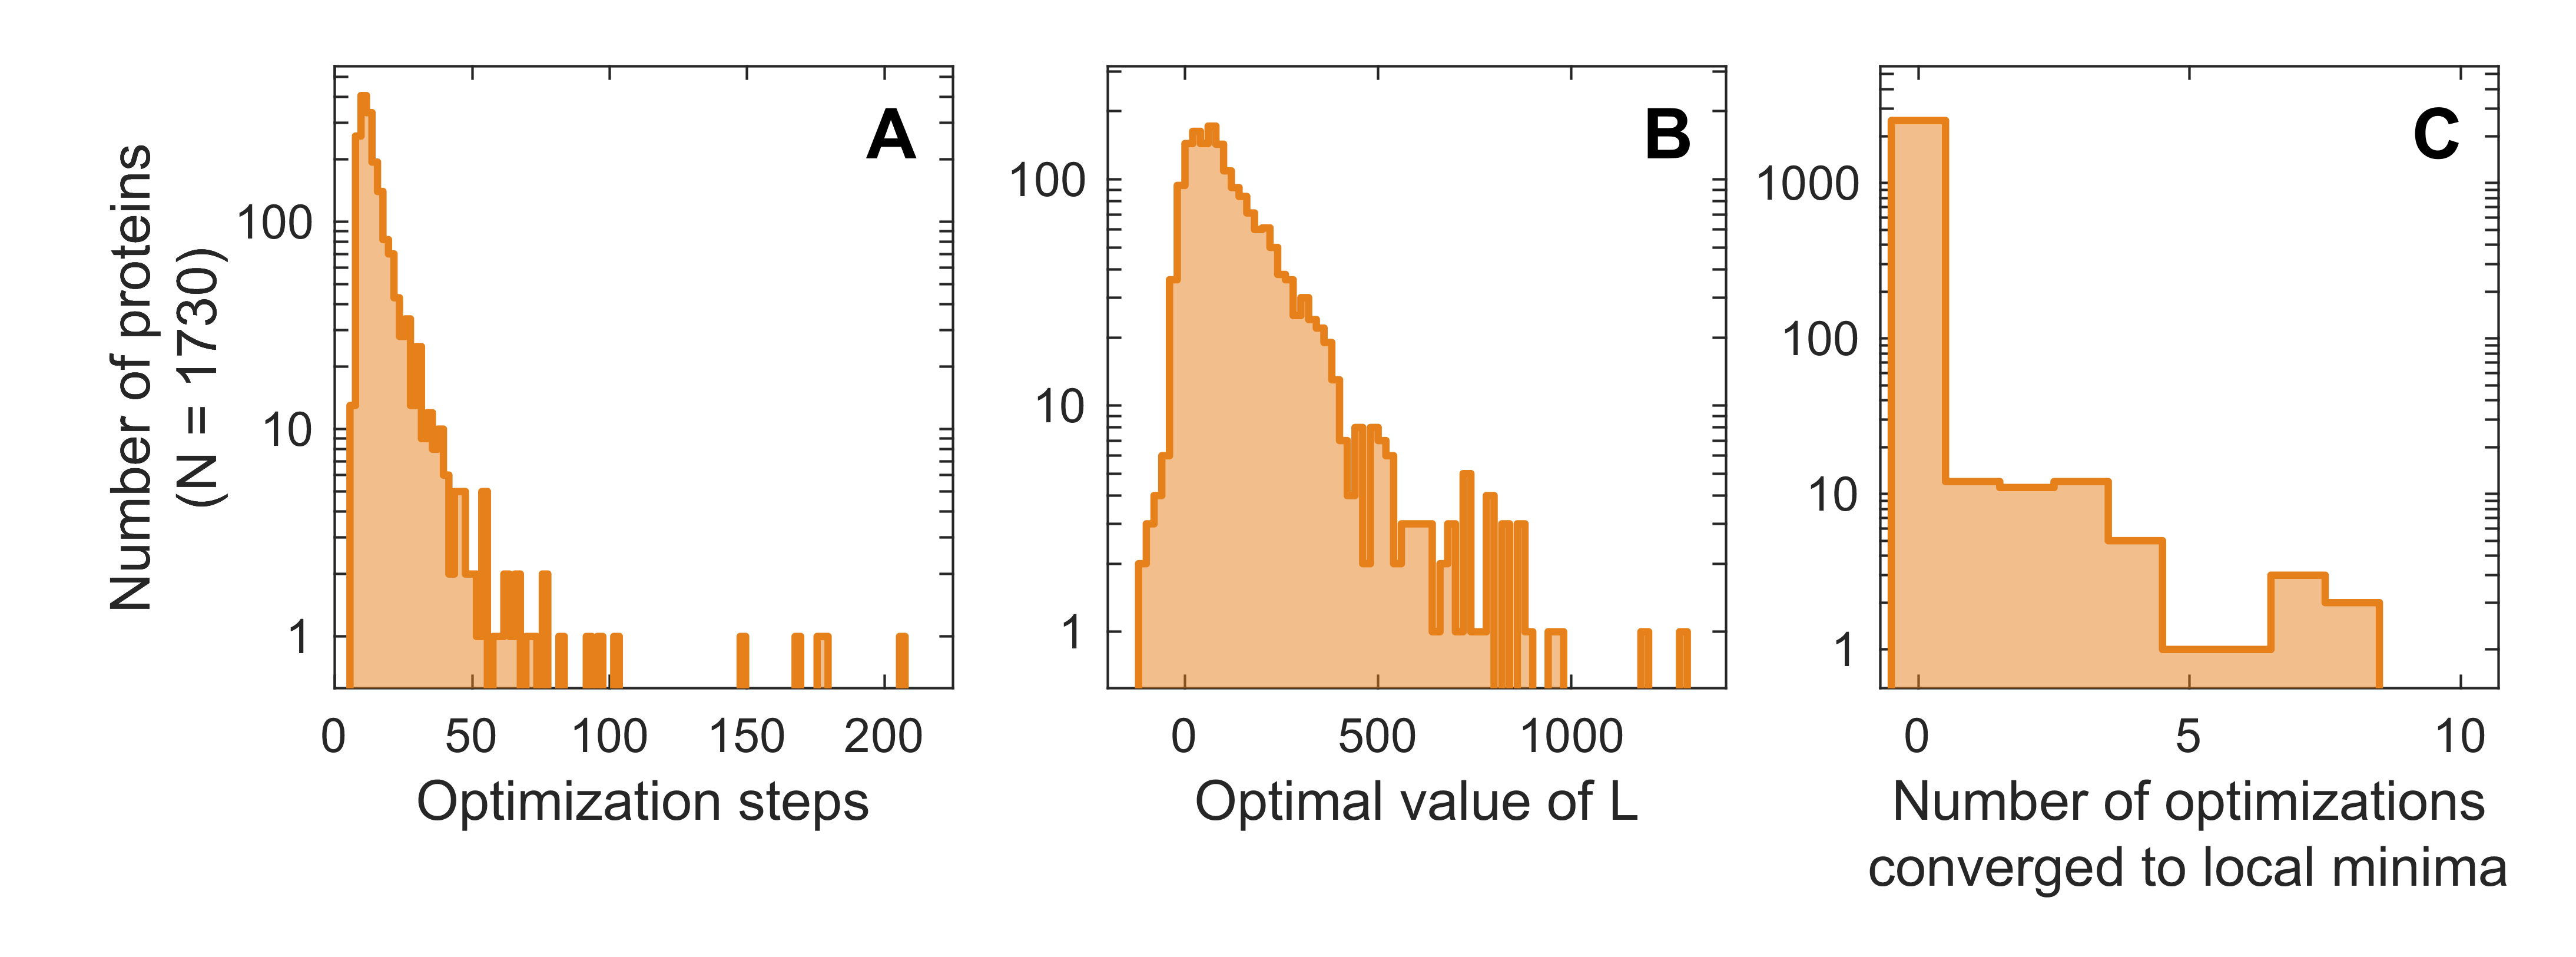 Number of proteins
(N = 1730)
A
100
10
1
0 50 100 150 200
Optimization steps
B
100
10
1
0 500 1000
Optimal value of L
C
1000
100
10
1
0 5 10
Number of optimizations
converged to local minima